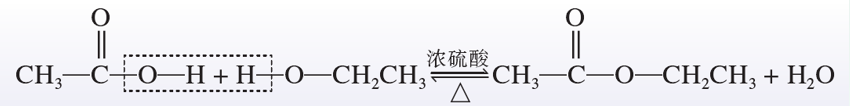 O O
‖ ‖ 浓硫酸
CH₃—C—O—H + H—O—CH₂CH₃ ⇌ CH₃—C—O—CH₂CH₃ + H₂O
△